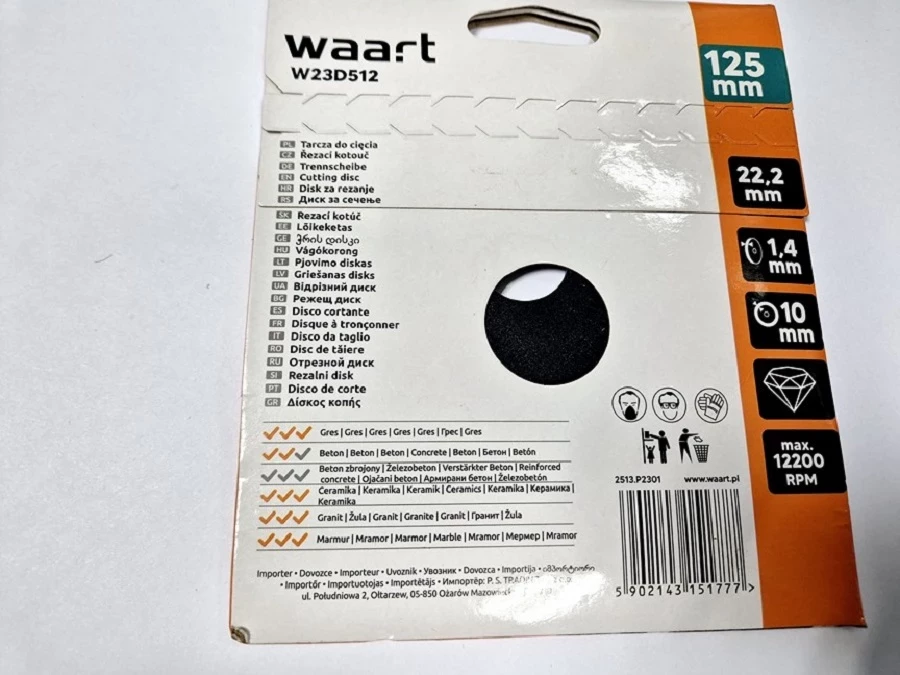 waart
W23D512
125
mm
PL Tarcza do cięcia
CZ Řezací kotouč
DE Trennscheibe
EN Cutting disc
HR Disk za rezanje
RS Диск за сечење
22,2
mm
SK Rezací kotúč
EE Lõikeketas
GE ჭრის დისკი
HU Vágókorong
LT Pjovimo diskas
LV Griešanas disks
UA Відрізний диск
BG Режещ диск
ES Disco cortante
FR Disque à tronçonner
IT Disco da taglio
RO Disc de tăiere
RU Отрезной диск
SI Rezalni disk
PT Disco de corte
GR Δίσκος κοπής
1,4
mm
10
mm
max.
12200
RPM
Gres | Gres | Gres | Gres | Gres | Грес | Gres
Beton | Beton | Beton | Concrete | Beton | Бетон | Betón
Beton zbrojony | Železobeton | Verstärkter Beton | Reinforced
concrete | Ojačani beton | Армирани бетон | Železobetón
Ceramika | Keramika | Keramik | Ceramics | Keramika | Керамика |
Keramika
Granit | Žula | Granit | Granite | Granit | Гранит | Žula
Marmur | Mramor | Marmor | Marble | Mramor | Мермер | Mramor
2513.P2301 www.waart.pl
Importer • Dovozce • Importeur • Uvoznik • Увозник • Dovozca • Importija • იმპორტიორი
• Importőr • Importuotojas • Importētājs • Импортёр: P. S. TRADING
ul. Południowa 2, Ołtarzew, 05-850 Ożarów Mazowiecki
5 902143 151777 >